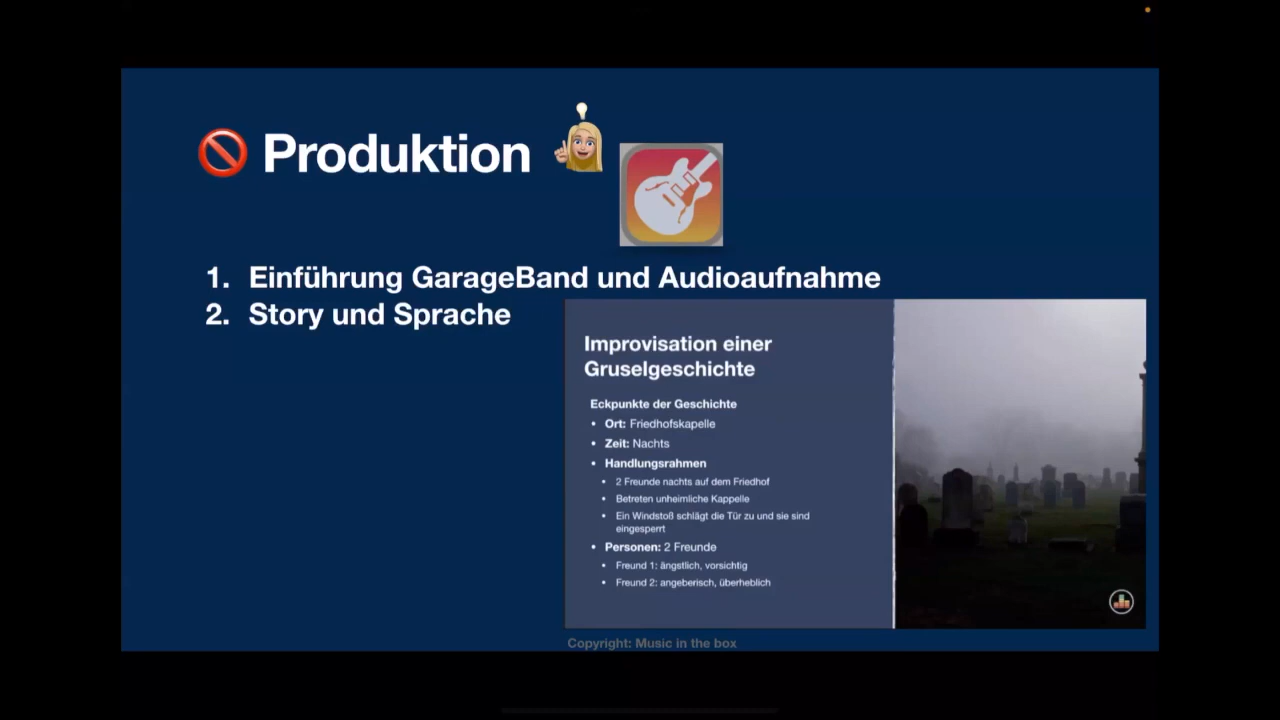 Produktion
1. Einführung GarageBand und Audioaufnahme
2. Story und Sprache
Improvisation einer
Gruselgeschichte
Eckpunkte der Geschichte
• Ort: Friedhofskapelle
• Zeit: Nachts
• Handlungsrahmen
• 2 Freunde nachts auf dem Friedhof
• Betreten unheimliche Kappelle
• Ein Windstoß schlägt die Tür zu und sie sind
eingesperrt
• Personen: 2 Freunde
• Freund 1: ängstlich, vorsichtig
• Freund 2: angeberisch, überheblich
Copyright: Music in the box